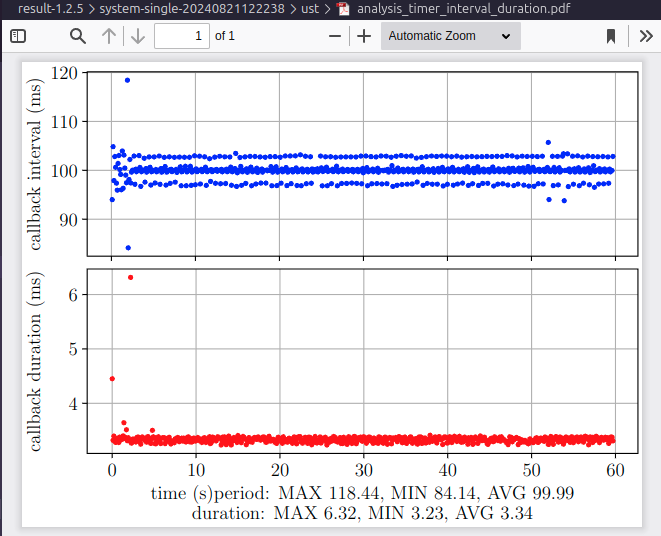 result-1.2.5 > system-single-20240821122238 > ust > analysis_timer_interval_duration.pdf
1 of 1 Automatic Zoom
callback interval (ms)
120
110
100
90
callback duration (ms)
6
5
4
0 10 20 30 40 50 60
time (s)period: MAX 118.44, MIN 84.14, AVG 99.99
duration: MAX 6.32, MIN 3.23, AVG 3.34